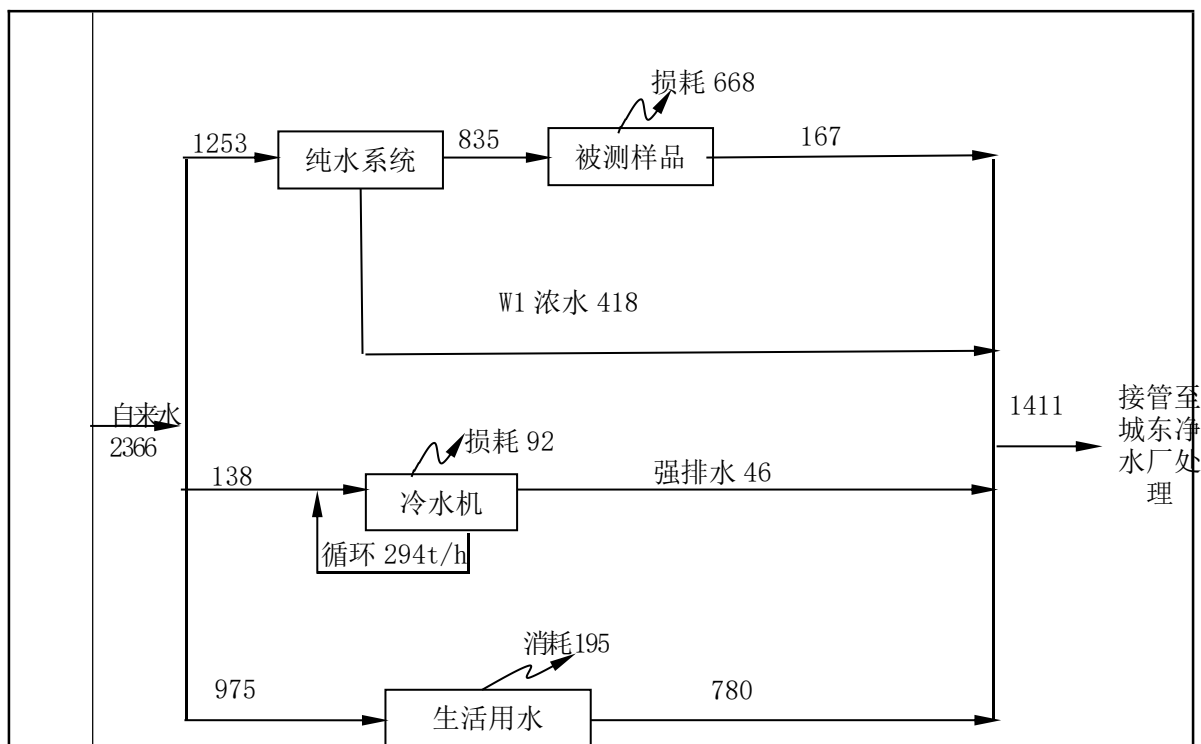 损耗 668
1253
纯水系统
835
被测样品
167
W1 浓水 418
自来水
2366
138
损耗 92
冷水机
强排水 46
循环 294t/h
1411
接管至
城东净
水厂处
理
消耗195
975
生活用水
780